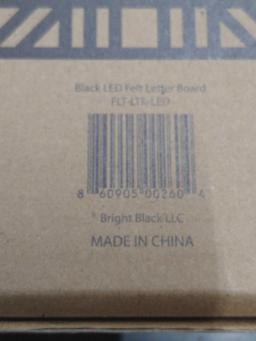 Black LED Felt Letter Board
FLT-LTR-LED
8 60905 00260 4
Bright Black LLC
MADE IN CHINA